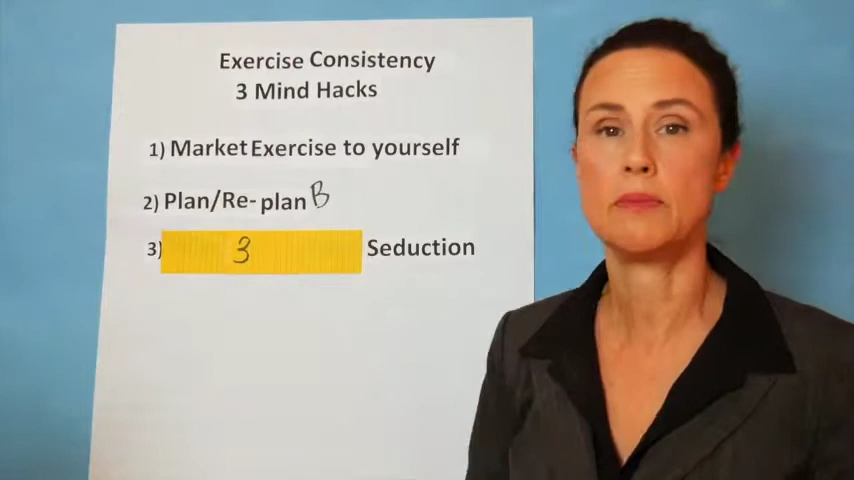 Exercise Consistency
3 Mind Hacks
1) Market Exercise to yourself
2) Plan/Re-plan B
3) 3 Seduction